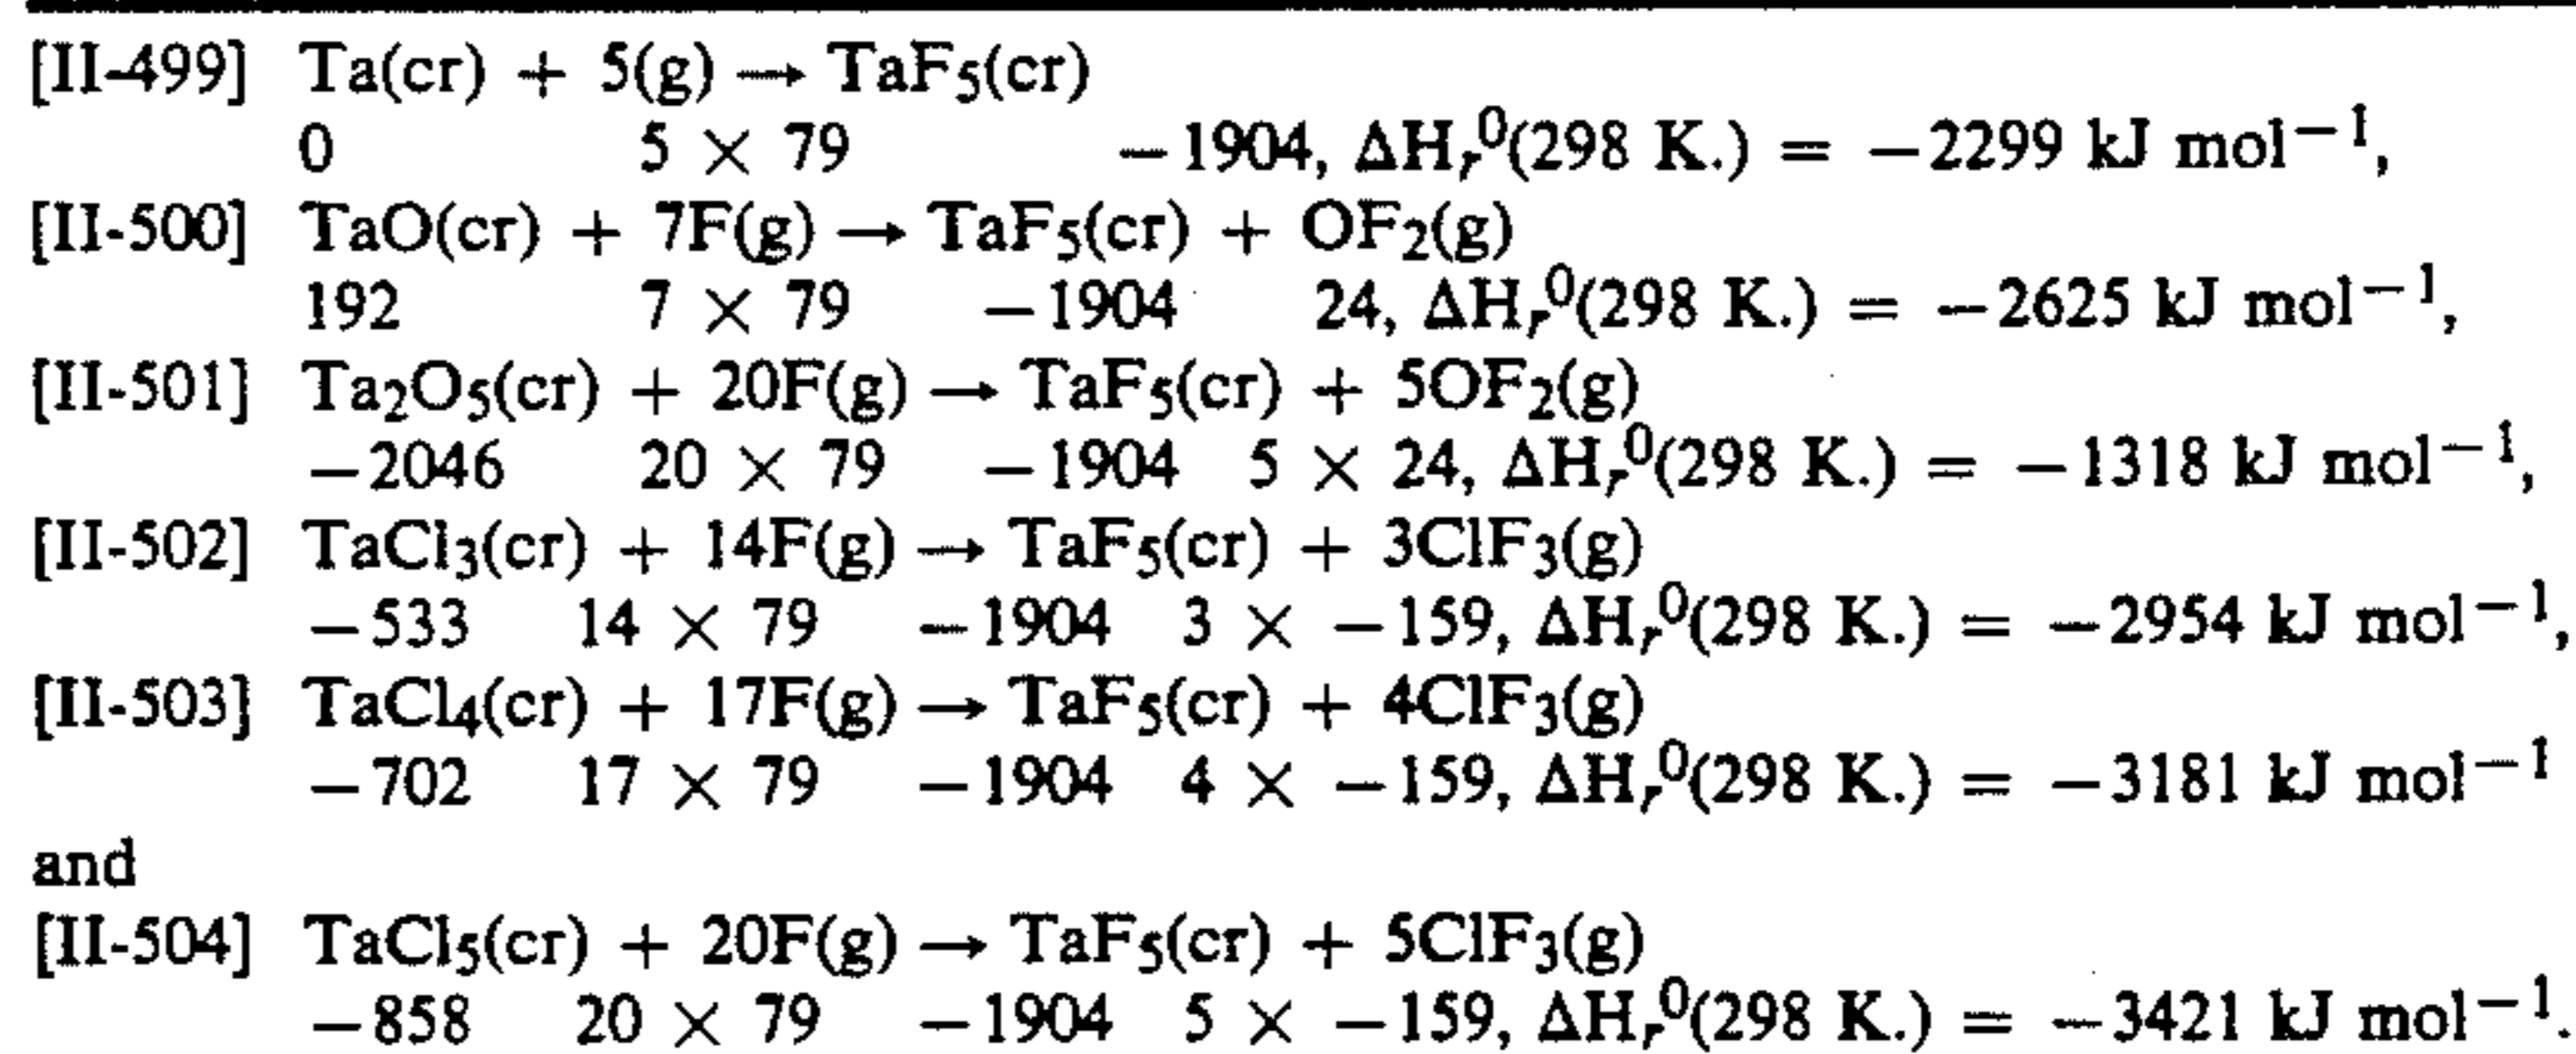 [II-499] Ta(cr) + 5(g) → TaF₅(cr)
0 5 × 79 −1904, ΔHᵣ⁰(298 K.) = −2299 kJ mol⁻¹,
[II-500] TaO(cr) + 7F(g) → TaF₅(cr) + OF₂(g)
192 7 × 79 −1904 24, ΔHᵣ⁰(298 K.) = −2625 kJ mol⁻¹,
[II-501] Ta₂O₅(cr) + 20F(g) → TaF₅(cr) + 5OF₂(g)
−2046 20 × 79 −1904 5 × 24, ΔHᵣ⁰(298 K.) = −1318 kJ mol⁻¹,
[II-502] TaCl₃(cr) + 14F(g) → TaF₅(cr) + 3ClF₃(g)
−533 14 × 79 −1904 3 × −159, ΔHᵣ⁰(298 K.) = −2954 kJ mol⁻¹,
[II-503] TaCl₄(cr) + 17F(g) → TaF₅(cr) + 4ClF₃(g)
−702 17 × 79 −1904 4 × −159, ΔHᵣ⁰(298 K.) = −3181 kJ mol⁻¹
and
[II-504] TaCl₅(cr) + 20F(g) → TaF₅(cr) + 5ClF₃(g)
−858 20 × 79 −1904 5 × −159, ΔHᵣ⁰(298 K.) = −3421 kJ mol⁻¹.